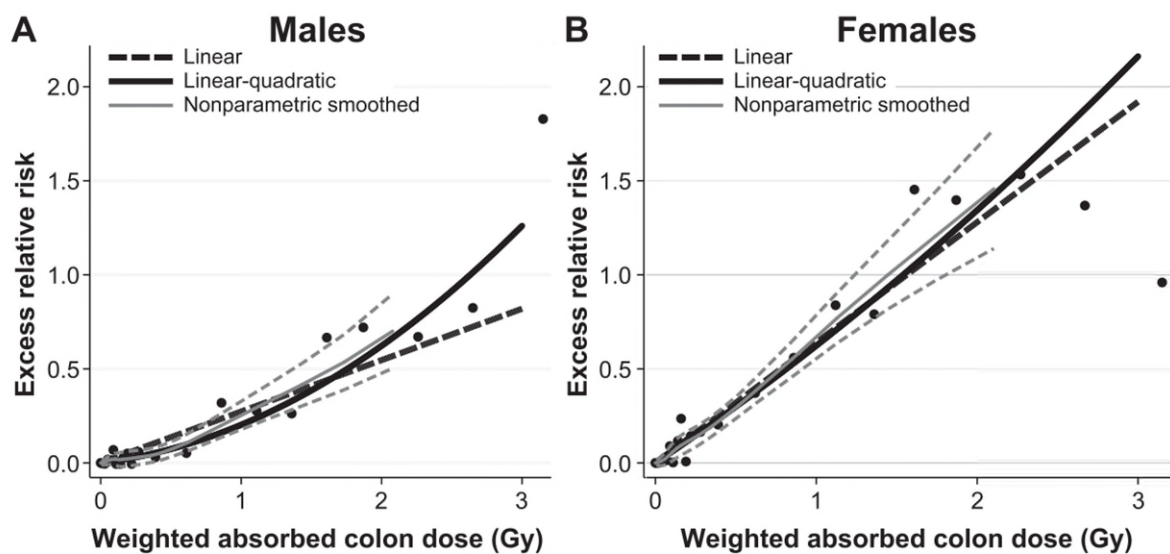 A
Males
Linear
Linear-quadratic
Nonparametric smoothed
2.0
1.5
1.0
0.5
0.0
Excess relative risk
0
1
2
3
Weighted absorbed colon dose (Gy)
B
Females
Linear
Linear-quadratic
Nonparametric smoothed
2.0
1.5
1.0
0.5
0.0
Excess relative risk
0
1
2
3
Weighted absorbed colon dose (Gy)